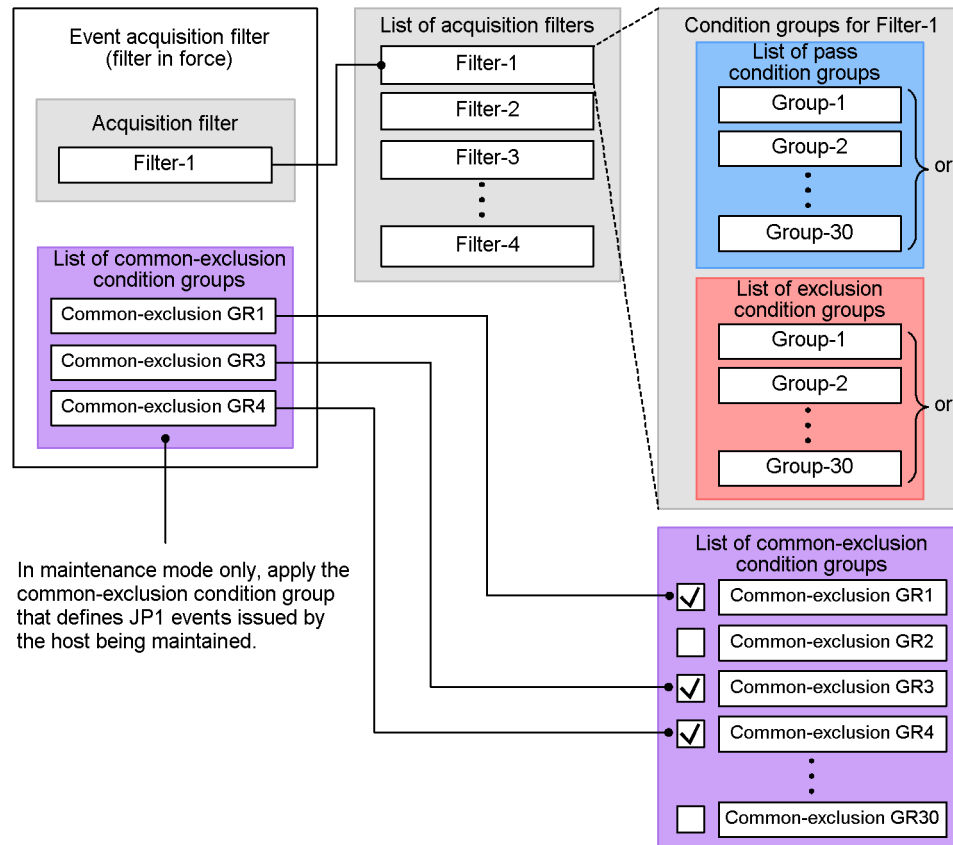 Event acquisition filter
(filter in force)
Acquisition filter
Filter-1
List of common-exclusion
condition groups
Common-exclusion GR1
Common-exclusion GR3
Common-exclusion GR4
In maintenance mode only, apply the
common-exclusion condition group
that defines JP1 events issued by
the host being maintained.
List of acquisition filters
Filter-1
Filter-2
Filter-3
Filter-4
Condition groups for Filter-1
List of pass
condition groups
Group-1
Group-2
Group-30
or
List of exclusion
condition groups
Group-1
Group-2
Group-30
or
List of common-exclusion
condition groups
Common-exclusion GR1
Common-exclusion GR2
Common-exclusion GR3
Common-exclusion GR4
Common-exclusion GR30